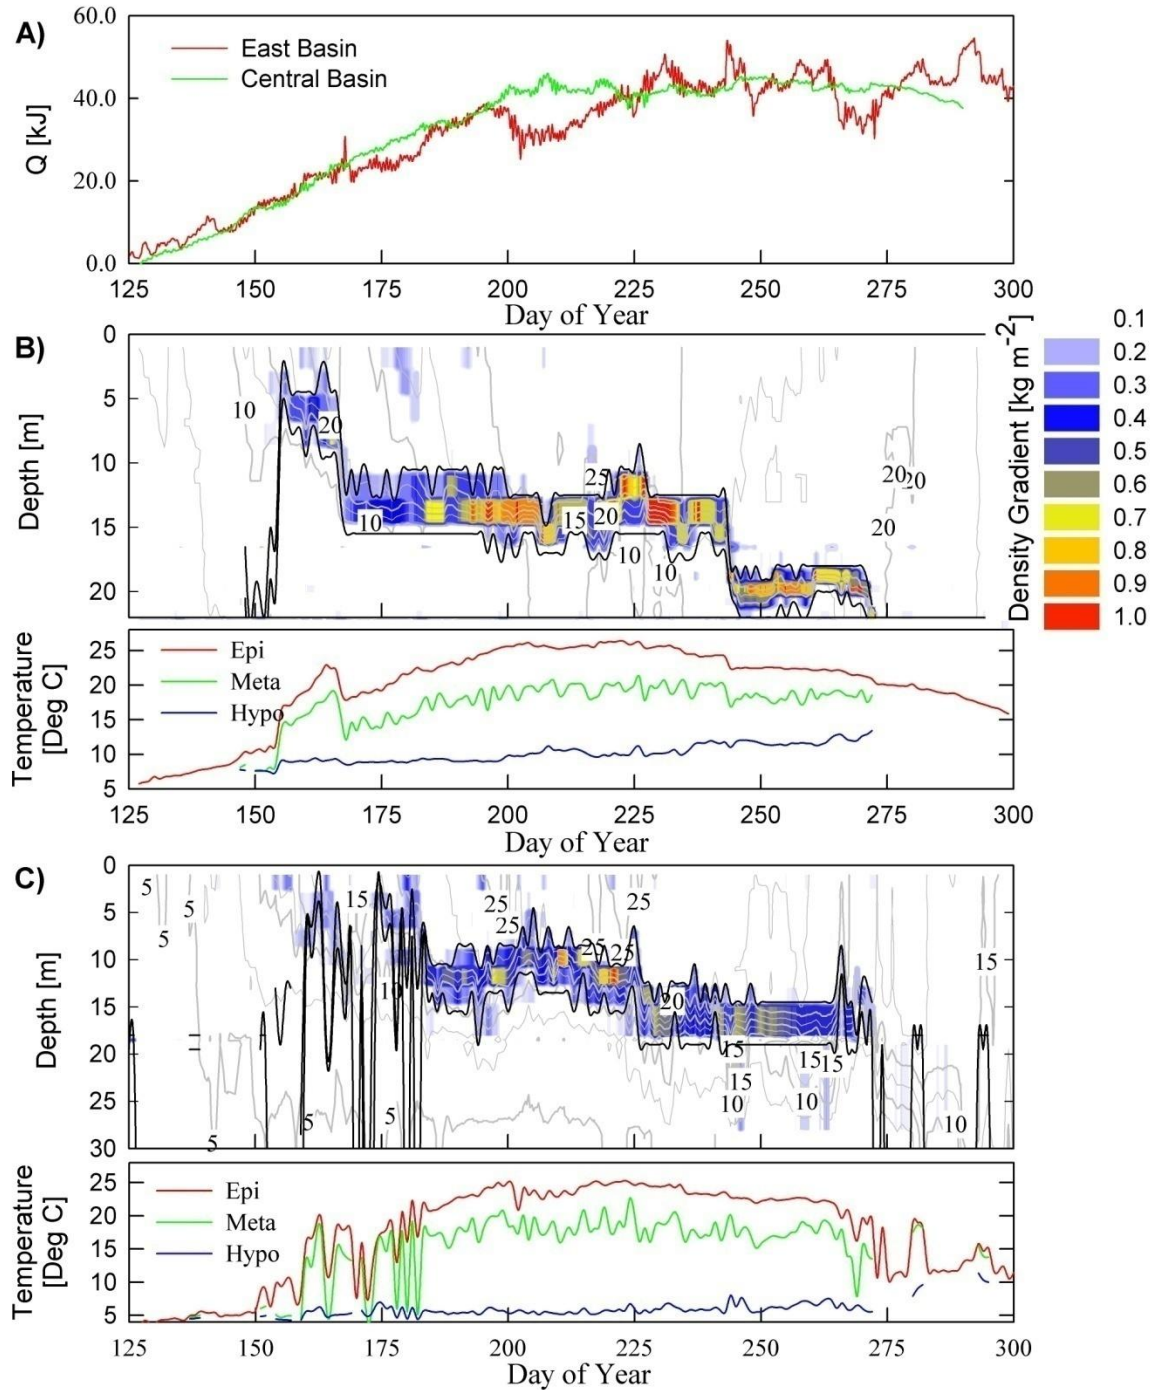 A)
60.0
40.0
20.0
0.0
Q [kJ]
East Basin
Central Basin
125 150 175 200 225 250 275 300
Day of Year
B)
0
5
10
15
20
Depth [m]
10
20
10
25
15
20
10
10
20
20
20
Density Gradient [kg m-2]
0.1
0.2
0.3
0.4
0.5
0.6
0.7
0.8
0.9
1.0
25
20
15
10
5
Temperature
[Deg C]
Epi
Meta
Hypo
125 150 175 200 225 250 275 300
Day of Year
C)
0
5
10
15
20
25
30
Depth [m]
5
5
5
15
25
25
25
25
25
15
10
20
15
15
15
15
10
10
10
5
5
5
25
20
15
10
5
Temperature
[Deg C]
Epi
Meta
Hypo
125 150 175 200 225 250 275 300
Day of Year